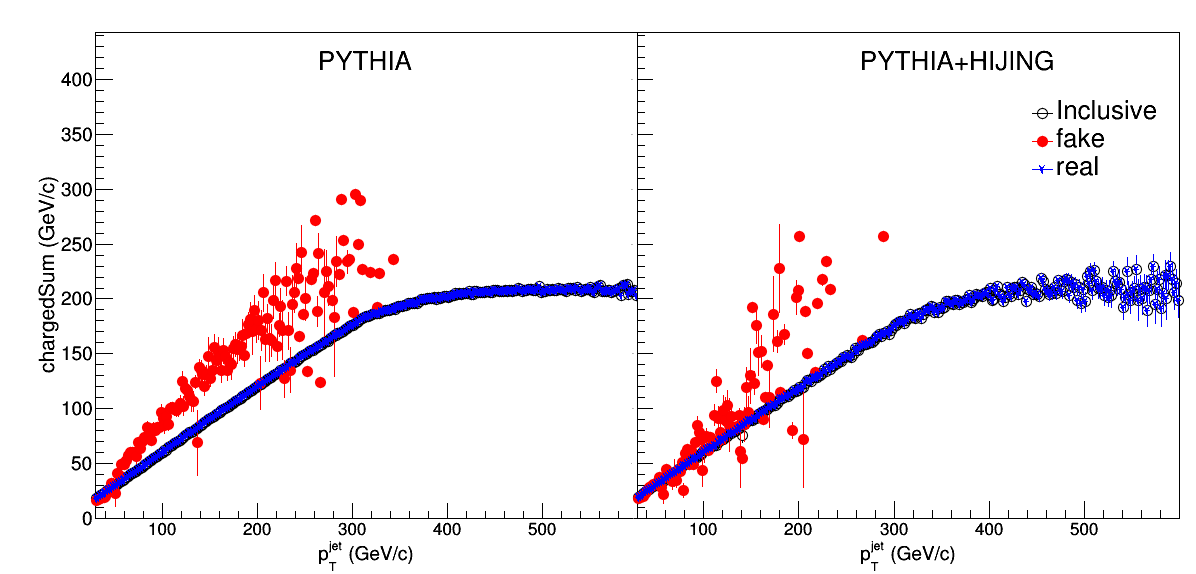 PYTHIA
PYTHIA+HIJING
Inclusive
fake
real
chargedSum (GeV/c)
400
350
300
250
200
150
100
50
0
100 200 300 400 500
100 200 300 400 500
p_T^jet (GeV/c)
p_T^jet (GeV/c)